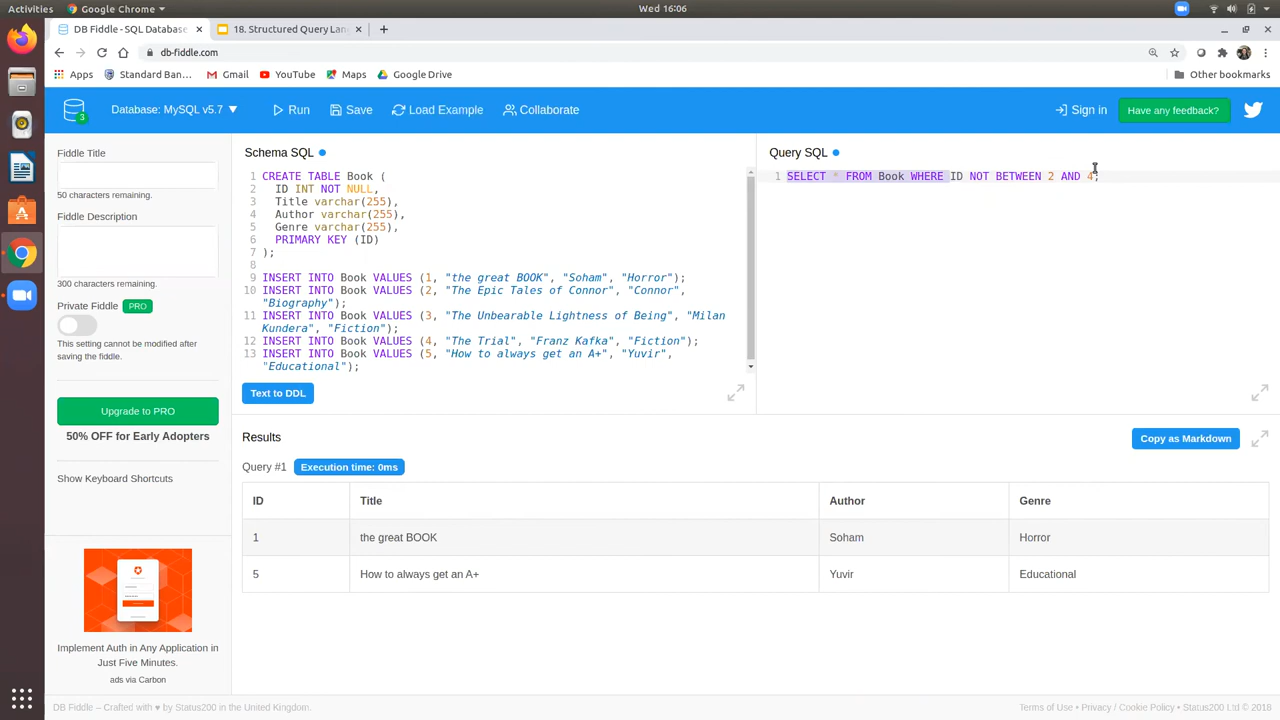 Activities
Google Chrome
Wed 16:06
DB Fiddle - SQL Database
18. Structured Query Lan
db-fiddle.com
Apps
Standard Ban...
Gmail
YouTube
Maps
Google Drive
Other bookmarks
3
Database: MySQL v5.7
Run
Save
Load Example
Collaborate
Sign in
Have any feedback?
Fiddle Title
50 characters remaining.
Fiddle Description
300 characters remaining.
Private Fiddle PRO
This setting cannot be modified after
saving the fiddle.
Upgrade to PRO
50% OFF for Early Adopters
Show Keyboard Shortcuts
Implement Auth in Any Application in
Just Five Minutes.
ads via Carbon
Schema SQL
1 CREATE TABLE Book (
2 ID INT NOT NULL,
3 Title varchar(255),
4 Author varchar(255),
5 Genre varchar(255),
6 PRIMARY KEY (ID)
7 );
8
9 INSERT INTO Book VALUES (1, "the great BOOK", "Soham", "Horror");
10 INSERT INTO Book VALUES (2, "The Epic Tales of Connor", "Connor",
"Biography");
11 INSERT INTO Book VALUES (3, "The Unbearable Lightness of Being", "Milan
Kundera", "Fiction");
12 INSERT INTO Book VALUES (4, "The Trial", "Franz Kafka", "Fiction");
13 INSERT INTO Book VALUES (5, "How to always get an A+", "Yuvir",
"Educational");
Text to DDL
Query SQL
1 SELECT * FROM Book WHERE ID NOT BETWEEN 2 AND 4;
Results
Copy as Markdown
Query #1 Execution time: 0ms
ID Title Author Genre
1 the great BOOK Soham Horror
5 How to always get an A+ Yuvir Educational
DB Fiddle – Crafted with ♥ by Status200 in the United Kingdom.
Terms of Use • Privacy / Cookie Policy • Status200 Ltd © 2018